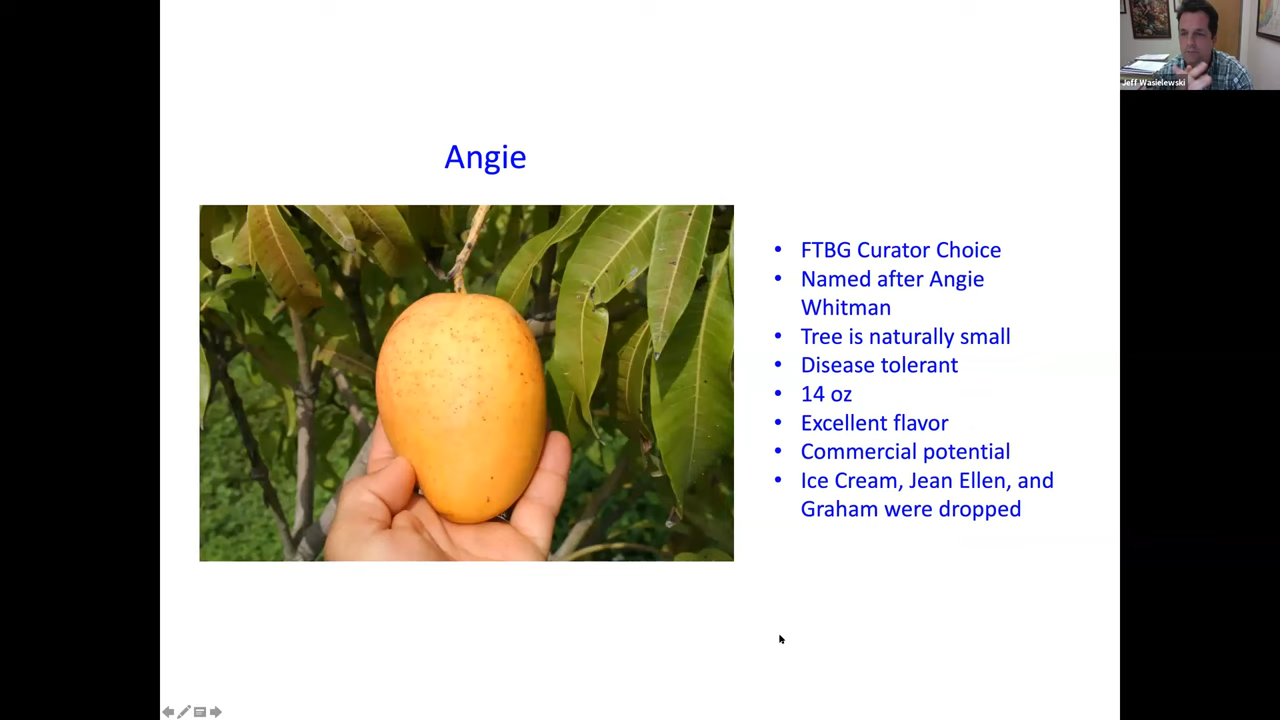 Jeff Wasielewski
Angie
• FTBG Curator Choice
• Named after Angie
Whitman
• Tree is naturally small
• Disease tolerant
• 14 oz
• Excellent flavor
• Commercial potential
• Ice Cream, Jean Ellen, and
Graham were dropped